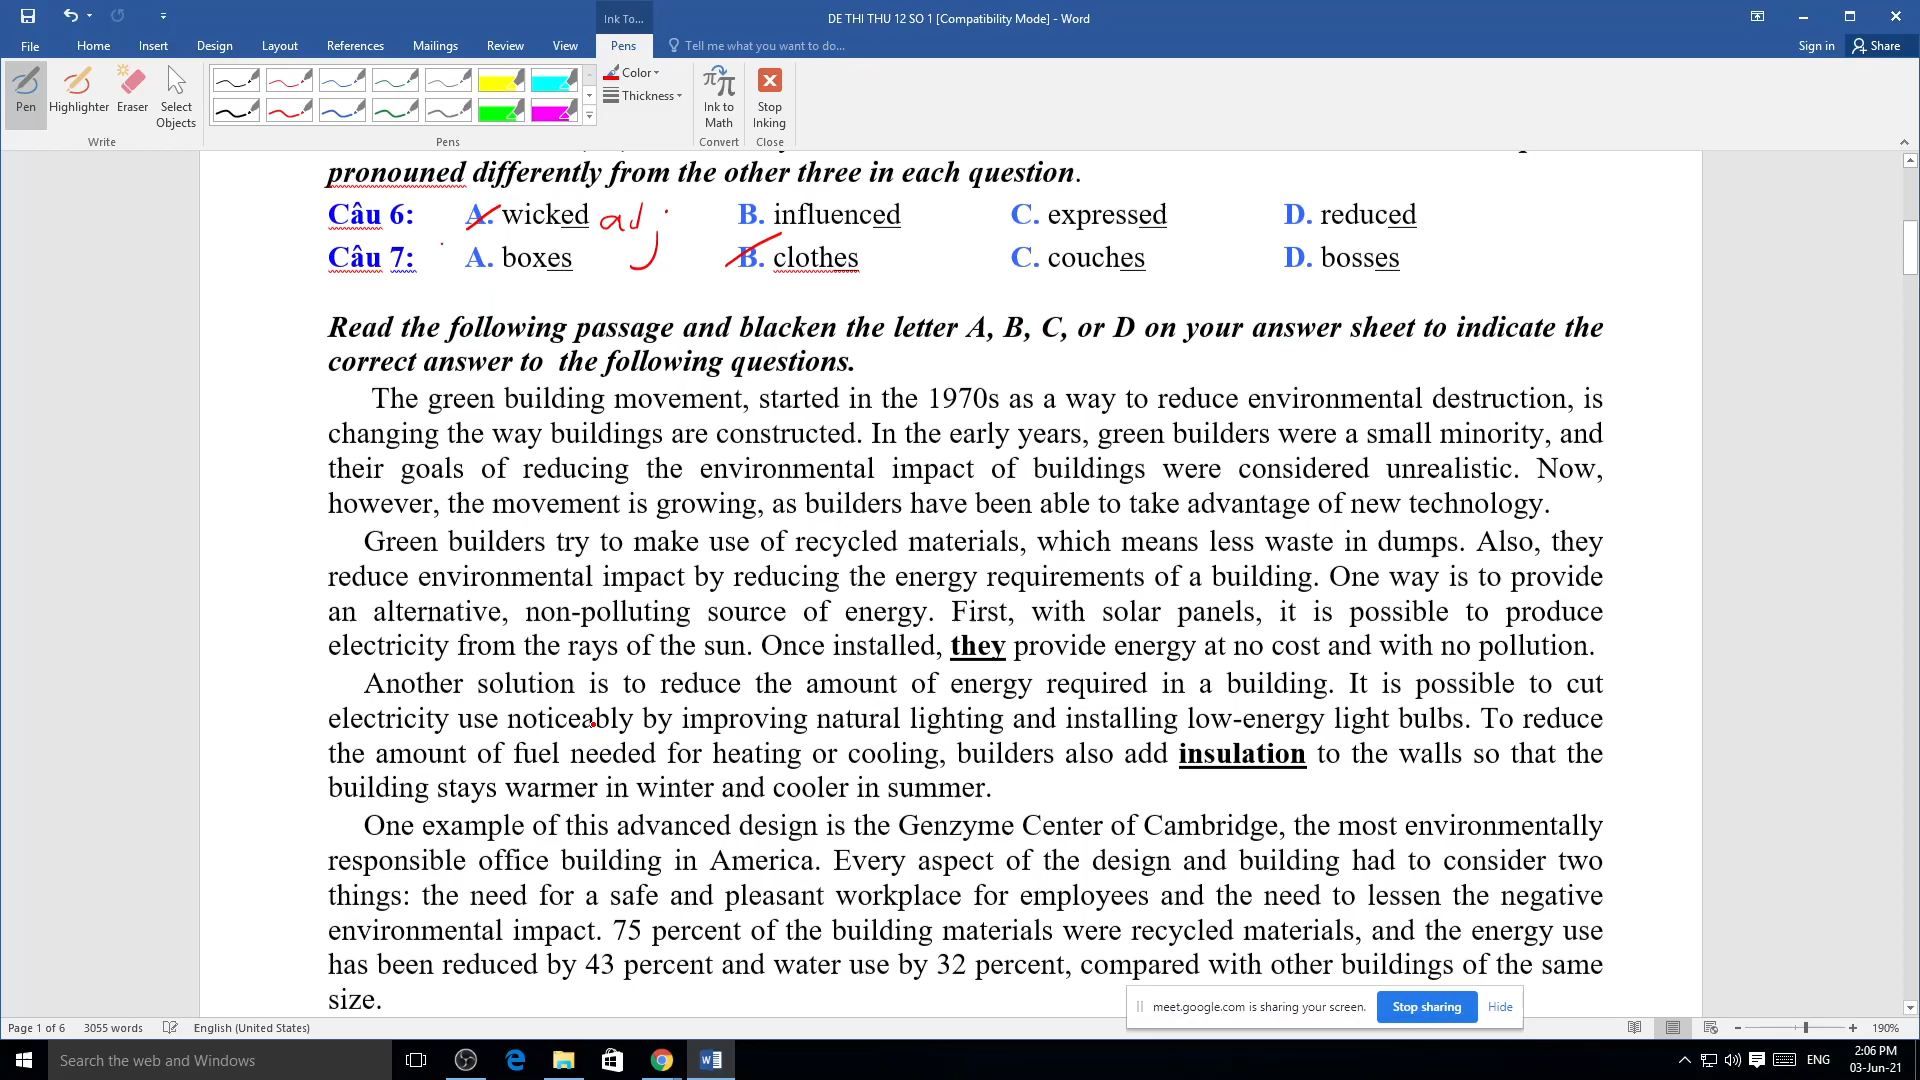 Ink To...
DE THI THU 12 SO 1 [Compatibility Mode] - Word
File Home Insert Design Layout References Mailings Review View Pens Tell me what you want to do... Sign in Share
Pen Highlighter Eraser Select Objects
Color
Thickness
Ink to Math
Stop Inking
Write Pens Convert Close
pronouned differently from the other three in each question.
Câu 6: A. wicked adj B. influenced C. expressed D. reduced
Câu 7: A. boxes B. clothes C. couches D. bosses
Read the following passage and blacken the letter A, B, C, or D on your answer sheet to indicate the
correct answer to the following questions.
The green building movement, started in the 1970s as a way to reduce environmental destruction, is
changing the way buildings are constructed. In the early years, green builders were a small minority, and
their goals of reducing the environmental impact of buildings were considered unrealistic. Now,
however, the movement is growing, as builders have been able to take advantage of new technology.
Green builders try to make use of recycled materials, which means less waste in dumps. Also, they
reduce environmental impact by reducing the energy requirements of a building. One way is to provide
an alternative, non-polluting source of energy. First, with solar panels, it is possible to produce
electricity from the rays of the sun. Once installed, they provide energy at no cost and with no pollution.
Another solution is to reduce the amount of energy required in a building. It is possible to cut
electricity use noticeably by improving natural lighting and installing low-energy light bulbs. To reduce
the amount of fuel needed for heating or cooling, builders also add insulation to the walls so that the
building stays warmer in winter and cooler in summer.
One example of this advanced design is the Genzyme Center of Cambridge, the most environmentally
responsible office building in America. Every aspect of the design and building had to consider two
things: the need for a safe and pleasant workplace for employees and the need to lessen the negative
environmental impact. 75 percent of the building materials were recycled materials, and the energy use
has been reduced by 43 percent and water use by 32 percent, compared with other buildings of the same
size.
meet.google.com is sharing your screen. Stop sharing Hide
Page 1 of 6 3055 words English (United States) 190%
Search the web and Windows
ENG
2:06 PM
03-Jun-21